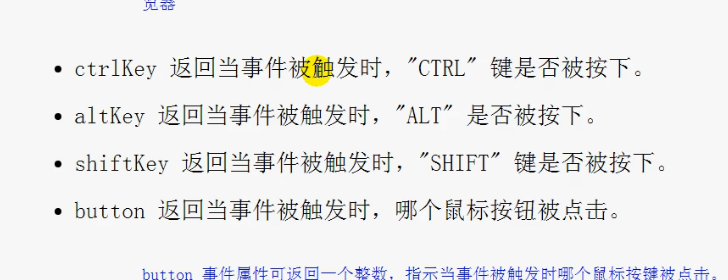 览器
• ctrlKey 返回当事件被触发时，"CTRL" 键是否被按下。
• altKey 返回当事件被触发时，"ALT" 是否被按下。
• shiftKey 返回当事件被触发时，"SHIFT" 键是否被按下。
• button 返回当事件被触发时，哪个鼠标按钮被点击。
button 事件属性可返回一个整数，指示当事件被触发时哪个鼠标按键被点击。